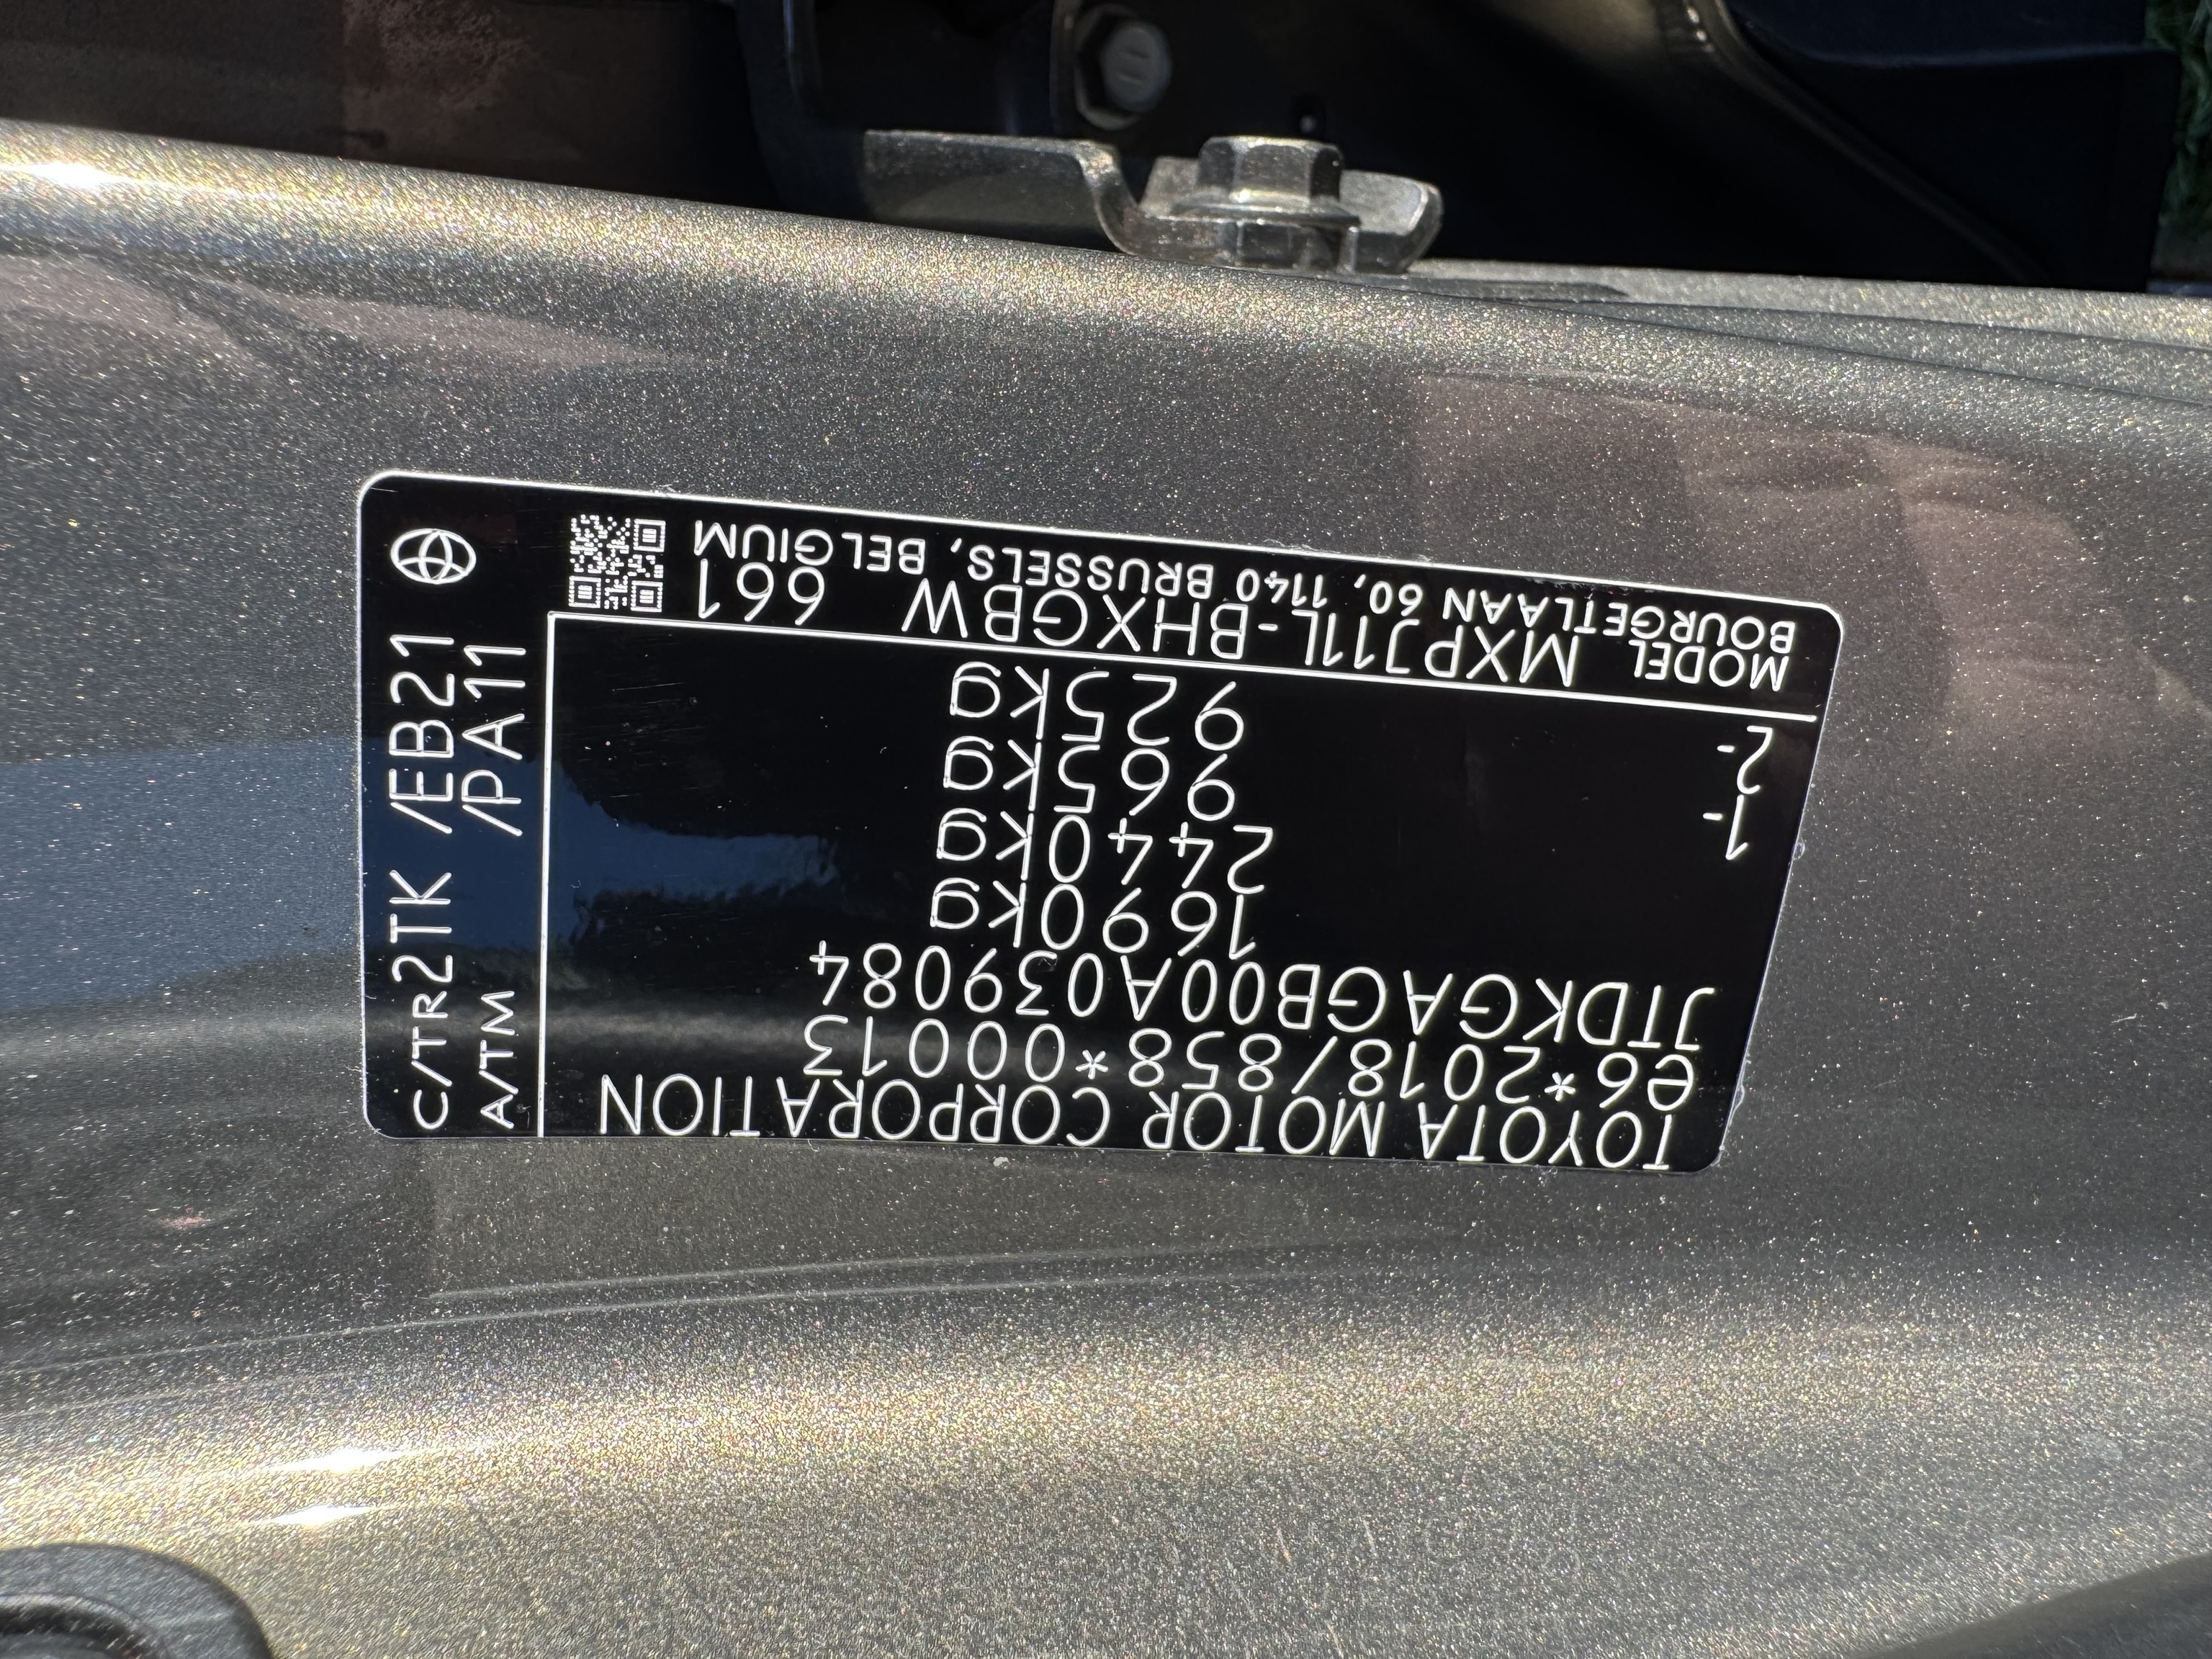 TOYOTA MOTOR CORPORATION
e6*2018/858*00013
JTDKGAGB00A039084
1690kg
2440kg
1- 965kg
2- 925kg
MODEL MXPJ11L-BHXGBW 661
BOURGETLAAN 60, 1140 BRUSSELS, BELGIUM
C/TR 2TK /EB21
A/TM /PA11